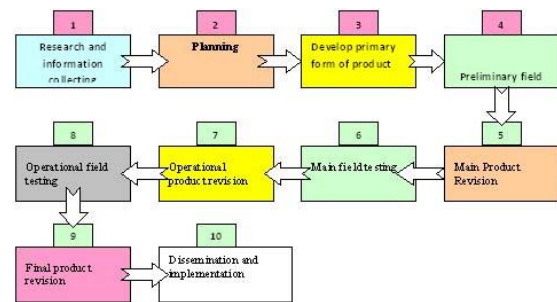 1
2
3
4
Research and
information
collecting
Planning
Develop primary
form of product
Preliminary field
8
7
6
5
Operational field
testing
Operational
product revision
Main field testing
Main Product
Revision
9
10
Final product
revision
Dissemination and
implementation